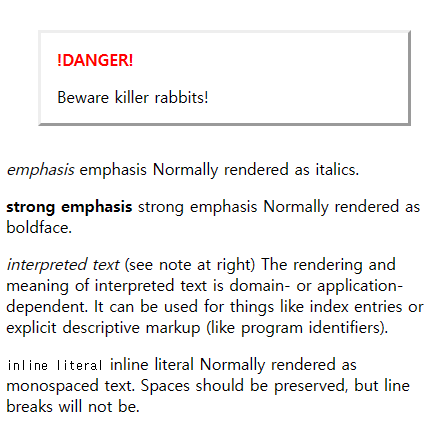 !DANGER!
Beware killer rabbits!
emphasis emphasis Normally rendered as italics.
strong emphasis strong emphasis Normally rendered as
boldface.
interpreted text (see note at right) The rendering and
meaning of interpreted text is domain- or application-
dependent. It can be used for things like index entries or
explicit descriptive markup (like program identifiers).
inline literal inline literal Normally rendered as
monospaced text. Spaces should be preserved, but line
breaks will not be.